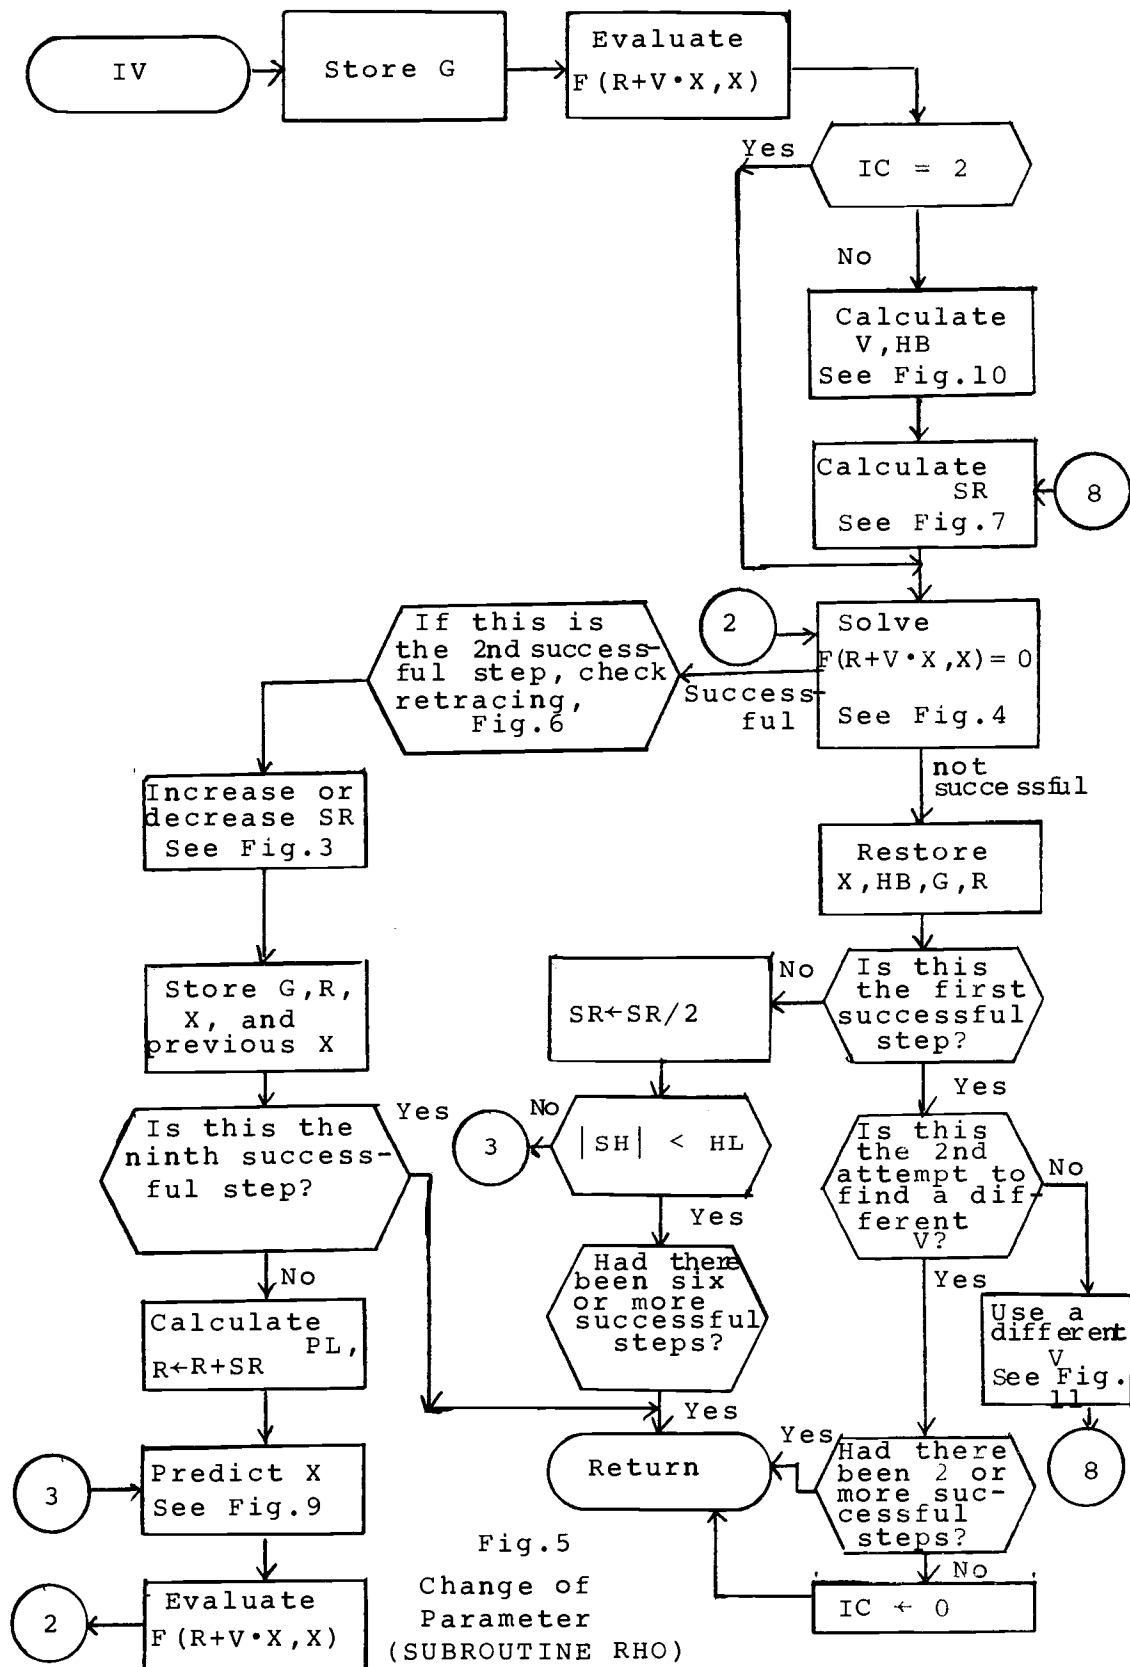 IV
Store G
Evaluate
F(R+V•X,X)
IC = 2
Yes
No
Calculate
V,HB
See Fig.10
Calculate
SR
See Fig.7
8
2
Solve
F(R+V•X,X)=0
See Fig.4
Success-
ful
If this is
the 2nd success-
ful step, check
retracing,
Fig.6
not
successful
Increase or
decrease SR
See Fig.3
Restore
X,HB,G,R
Store G,R,
X, and
previous X
Is this
the first
successful
step?
No
Yes
SR←SR/2
Is this the
ninth success-
ful step?
Yes
No
|SH| < HL
No
3
Yes
Is this
the 2nd
attempt to
find a dif-
ferent
V?
No
Yes
Had there
been six
or more
successful
steps?
Yes
Use a
different
V
See Fig.
11
8
Calculate
PL,
R←R+SR
3
Predict X
See Fig.9
Return
Yes
Had there
been 2 or
more suc-
cessful
steps?
No
IC ← 0
2
Evaluate
F(R+V•X,X)
Fig.5
Change of
Parameter
(SUBROUTINE RHO)